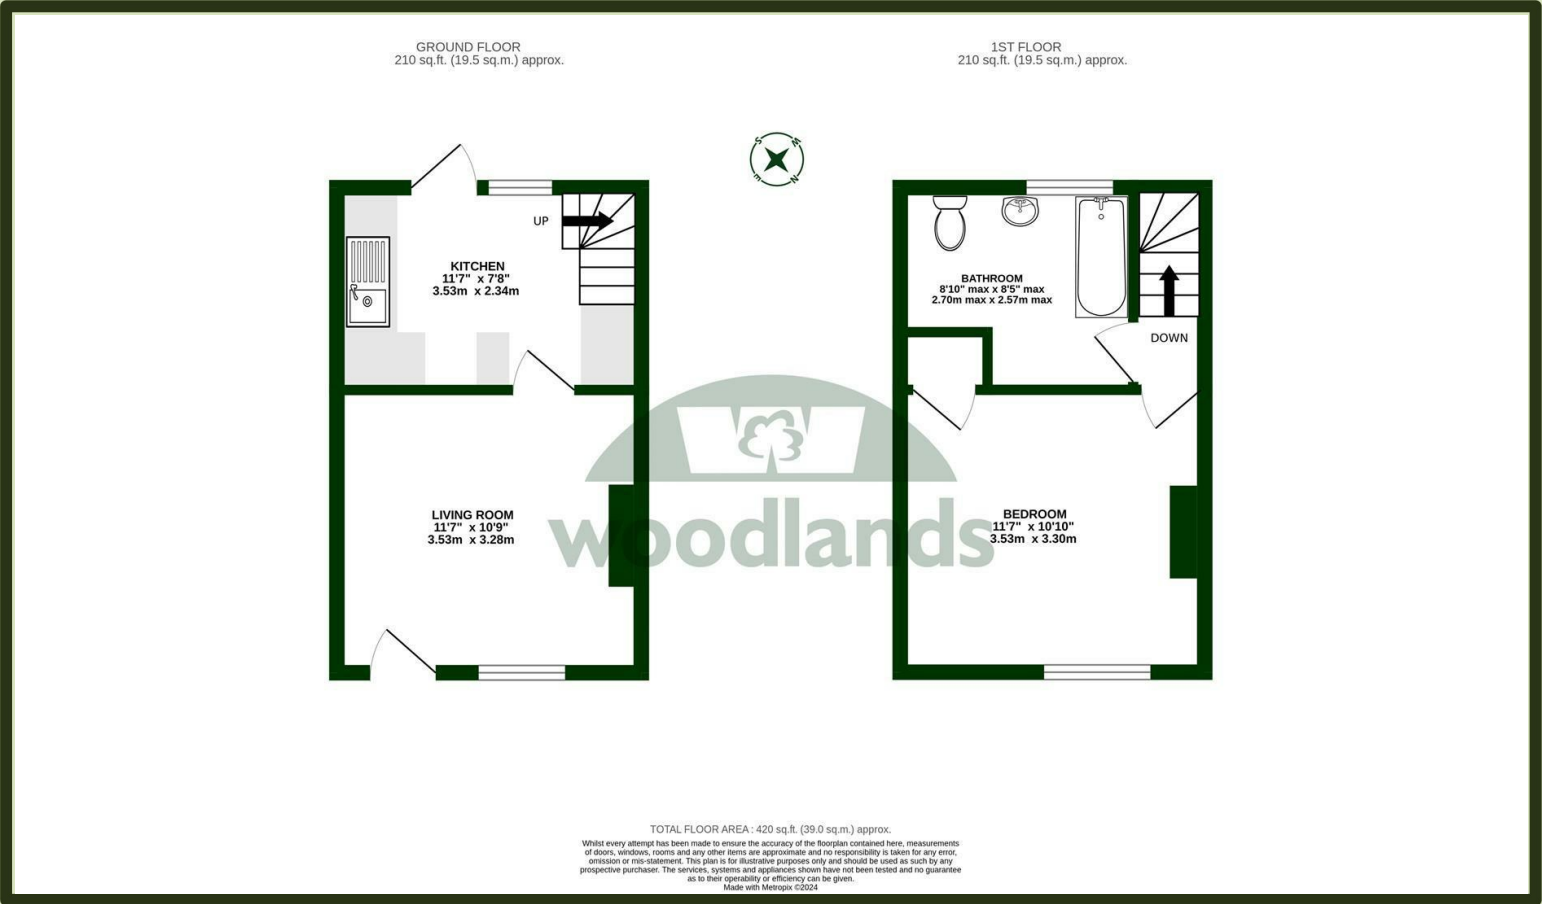 GROUND FLOOR
210 sq.ft. (19.5 sq.m.) approx.
1ST FLOOR
210 sq.ft. (19.5 sq.m.) approx.
S
W
E
N
UP
KITCHEN
11'7" x 7'8"
3.53m x 2.34m
BATHROOM
8'10" max x 8'5" max
2.70m max x 2.57m max
DOWN
LIVING ROOM
11'7" x 10'9"
3.53m x 3.28m
woodlands
BEDROOM
11'7" x 10'10"
3.53m x 3.30m
TOTAL FLOOR AREA : 420 sq.ft. (39.0 sq.m.) approx.
Whilst every attempt has been made to ensure the accuracy of the floorplan contained here, measurements
of doors, windows, rooms and any other items are approximate and no responsibility is taken for any error,
omission or mis-statement. This plan is for illustrative purposes only and should be used as such by any
prospective purchaser. The services, systems and appliances shown have not been tested and no guarantee
as to their operability or efficiency can be given.
Made with Metropix ©2024